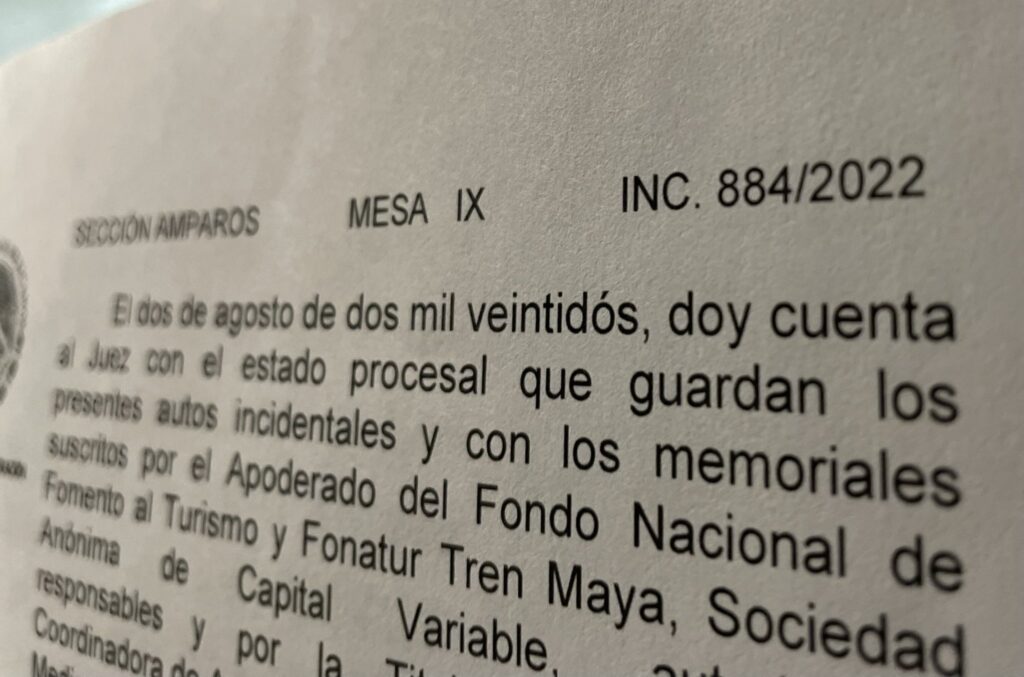 SECCIÓN AMPAROS MESA IX INC. 884/2022
El dos de agosto de dos mil veintidós, doy cuenta
al Juez con el estado procesal que guardan los
presentes autos incidentales y con los memoriales
suscritos por el Apoderado del Fondo Nacional de
Fomento al Turismo y Fonatur Tren Maya, Sociedad
Anónima de Capital Variable,
responsables y por la
Coordinadora